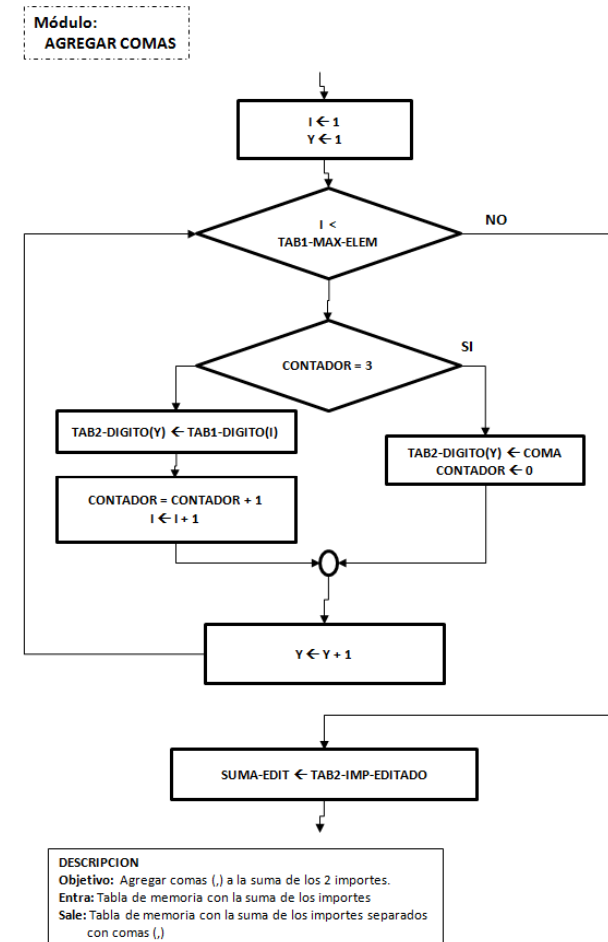 Módulo:
AGREGAR COMAS
I ← 1
Y ← 1
I <
TAB1-MAX-ELEM
NO
CONTADOR = 3
SI
TAB2-DIGITO(Y) ← TAB1-DIGITO(I)
TAB2-DIGITO(Y) ← COMA
CONTADOR ← 0
CONTADOR = CONTADOR + 1
I ← I + 1
Y ← Y + 1
SUMA-EDIT ← TAB2-IMP-EDITADO
DESCRIPCION
Objetivo: Agregar comas (,) a la suma de los 2 importes.
Entra: Tabla de memoria con la suma de los importes
Sale: Tabla de memoria con la suma de los importes separados
con comas (,)